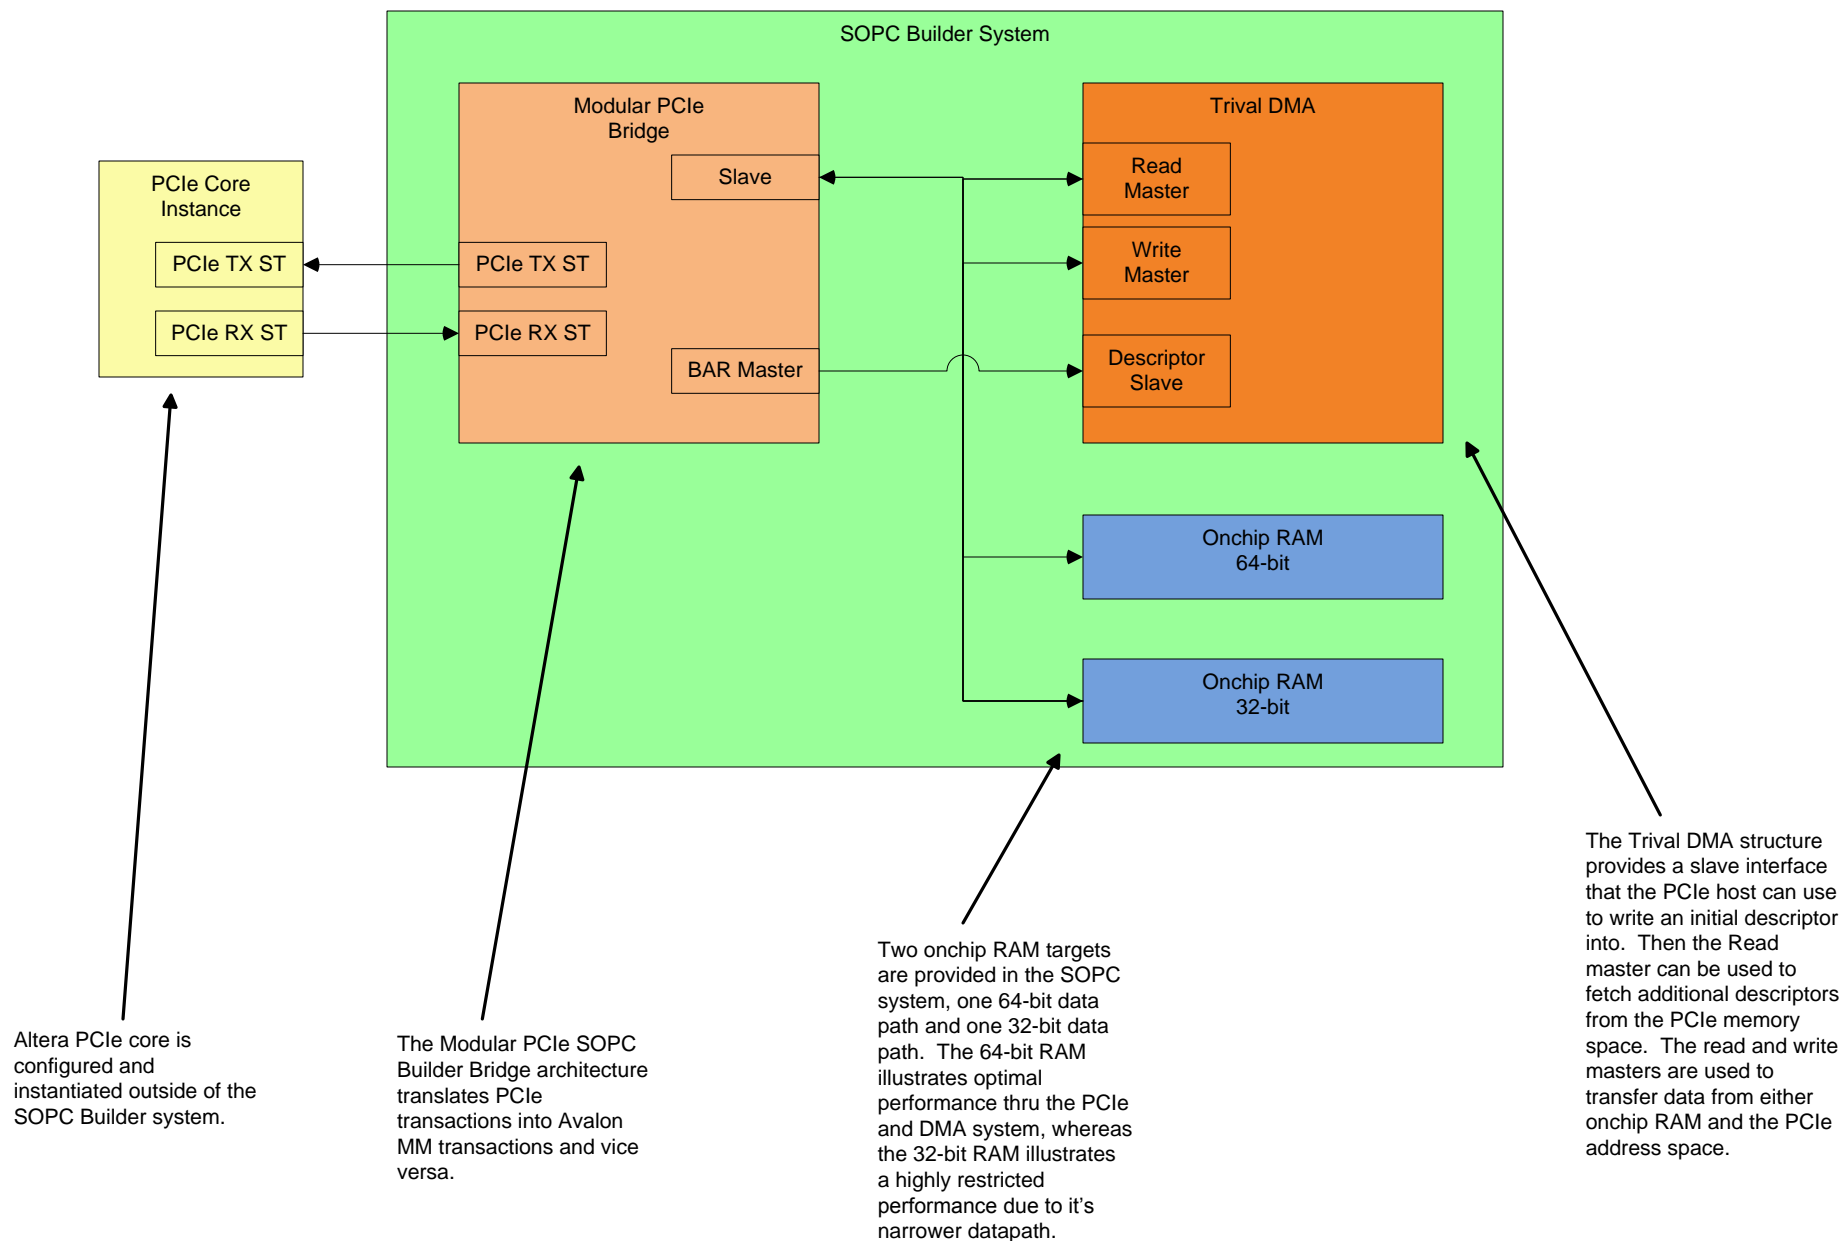 SOPC Builder System
Modular PCIe
Bridge
Slave
PCIe TX ST
PCIe RX ST
BAR Master
Trival DMA
Read
Master
Write
Master
Descriptor
Slave
PCIe Core
Instance
PCIe TX ST
PCIe RX ST
Onchip RAM
64-bit
Onchip RAM
32-bit
Altera PCIe core is
configured and
instantiated outside of the
SOPC Builder system.
The Modular PCIe SOPC
Builder Bridge architecture
translates PCIe
transactions into Avalon
MM transactions and vice
versa.
Two onchip RAM targets
are provided in the SOPC
system, one 64-bit data
path and one 32-bit data
path.  The 64-bit RAM
illustrates optimal
performance thru the PCIe
and DMA system, whereas
the 32-bit RAM illustrates
a highly restricted
performance due to it’s
narrower datapath.
The Trival DMA structure
provides a slave interface
that the PCIe host can use
to write an initial descriptor
into.  Then the Read
master can be used to
fetch additional descriptors
from the PCIe memory
space.  The read and write
masters are used to
transfer data from either
onchip RAM and the PCIe
address space.